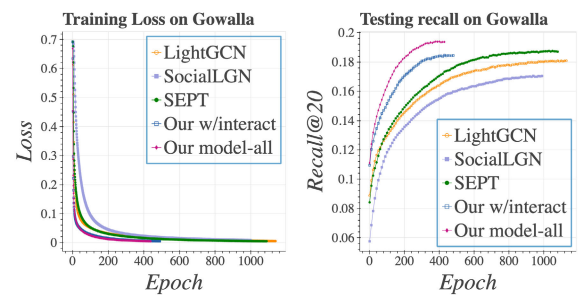 Training Loss on Gowalla
0.7
0.6
0.5
0.4
0.3
0.2
0.1
0
Loss
LightGCN
SocialLGN
SEPT
Our w/interact
Our model-all
0 200 400 600 800 1000
Epoch
Testing recall on Gowalla
0.2
0.18
0.16
0.14
0.12
0.1
0.08
0.06
Recall@20
LightGCN
SocialLGN
SEPT
Our w/interact
Our model-all
0 200 400 600 800 1000
Epoch